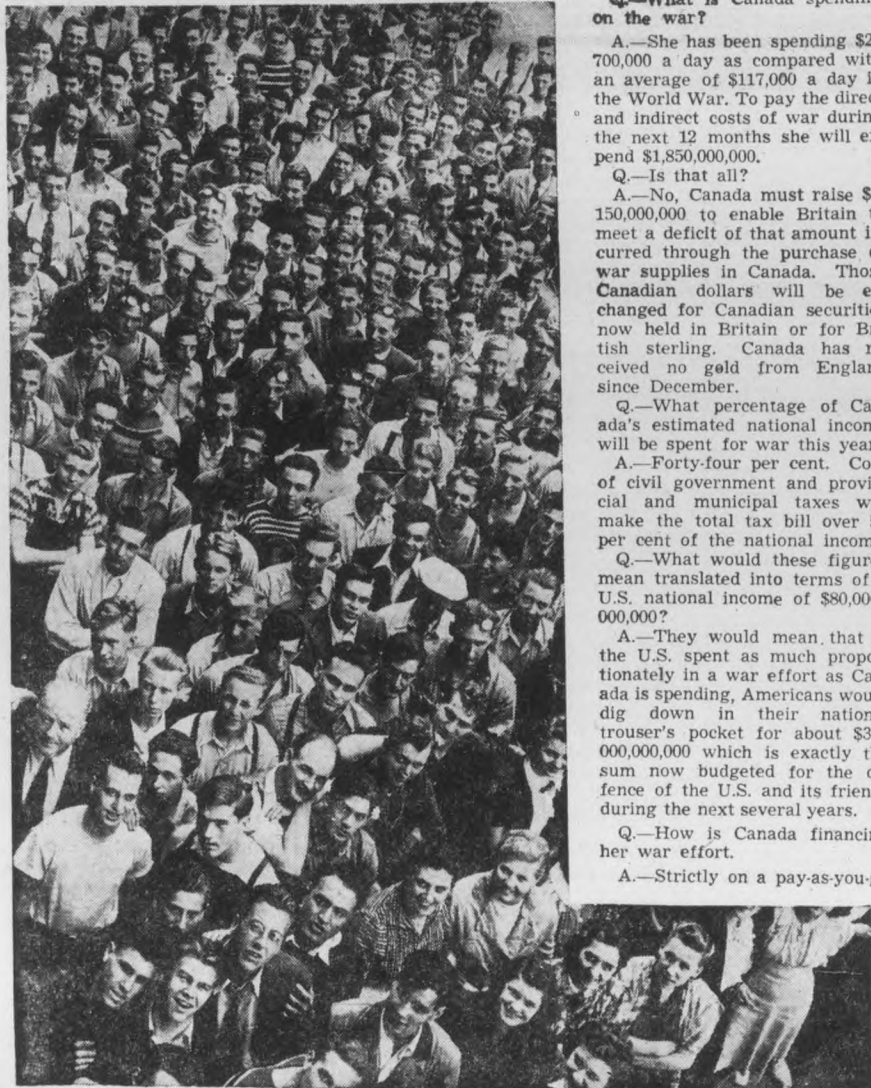 Q.—What is Canada spendin
on the war?
A.—She has been spending $2
700,000 a day as compared wit
an average of $117,000 a day i
the World War. To pay the direc
and indirect costs of war durin
the next 12 months she will ex
pend $1,850,000,000.
Q.—Is that all?
A.—No, Canada must raise $
150,000,000 to enable Britain t
meet a deficit of that amount i
curred through the purchase
war supplies in Canada. Thos
Canadian dollars will be e
changed for Canadian securitie
now held in Britain or for Br
tish sterling. Canada has r
ceived no gold from Englan
since December.
Q.—What percentage of Ca
ada's estimated national incom
will be spent for war this year
A.—Forty-four per cent. Co
of civil government and provi
cial and municipal taxes w
make the total tax bill over
per cent of the national incom
Q.—What would these figur
mean translated into terms of
U.S. national income of $80,00
000,000?
A.—They would mean that
the U.S. spent as much propo
tionately in a war effort as Ca
ada is spending, Americans wou
dig down in their nation
trouser's pocket for about $3
000,000,000 which is exactly t
sum now budgeted for the d
fence of the U.S. and its frien
during the next several years.
Q.—How is Canada financi
her war effort.
A.—Strictly on a pay-as-you-